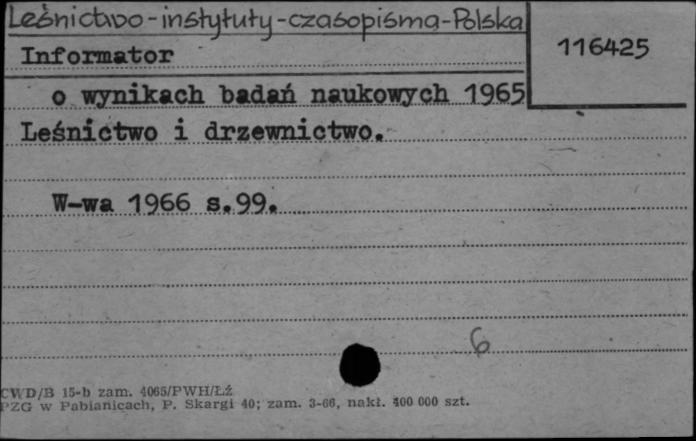 Leśnictwo-instytuty-czasopisma-Polska
116425
Informator
o wynikach badań naukowych 1965
Leśnictwo i drzewnictwo.
W-wa 1966 s.99.
6
CWD/B 15-b zam. 4065/PWH/Łź
PZG w Pabianicach, P. Skargi 40; zam. 3-66, nakł. 400 000 szt.